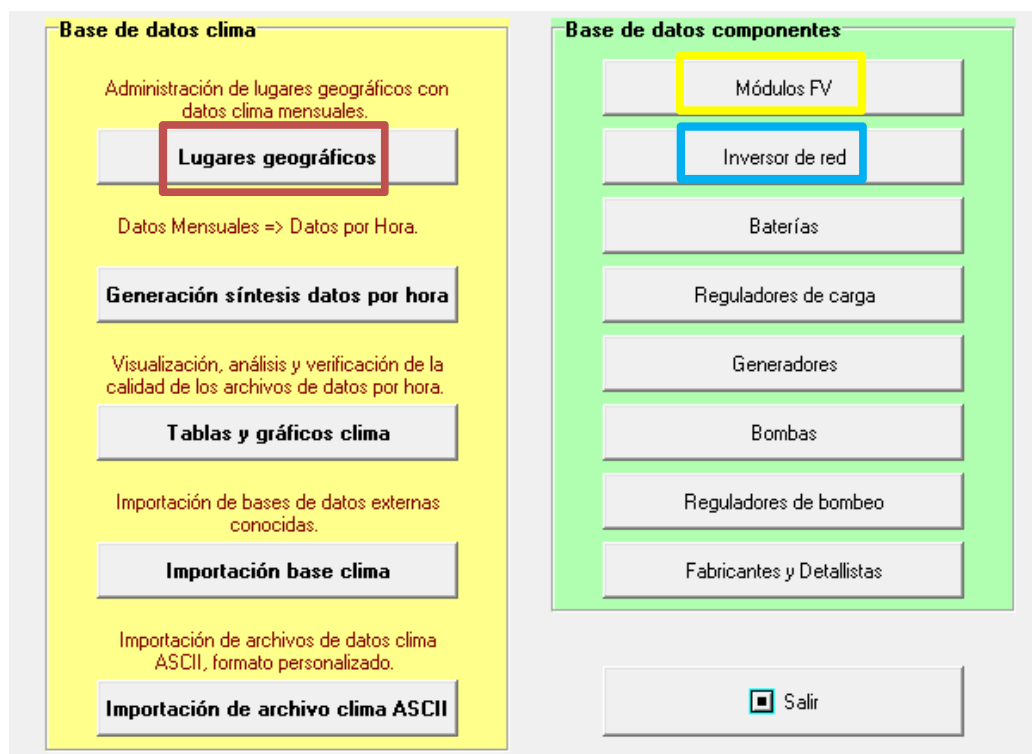 Base de datos clima
Administración de lugares geográficos con
datos clima mensuales.
Lugares geográficos
Datos Mensuales => Datos por Hora.
Generación síntesis datos por hora
Visualización, análisis y verificación de la
calidad de los archivos de datos por hora.
Tablas y gráficos clima
Importación de bases de datos externas
conocidas.
Importación base clima
Importación de archivos de datos clima
ASCII, formato personalizado.
Importación de archivo clima ASCII
Base de datos componentes
Módulos FV
Inversor de red
Baterías
Reguladores de carga
Generadores
Bombas
Reguladores de bombeo
Fabricantes y Detallistas
Salir